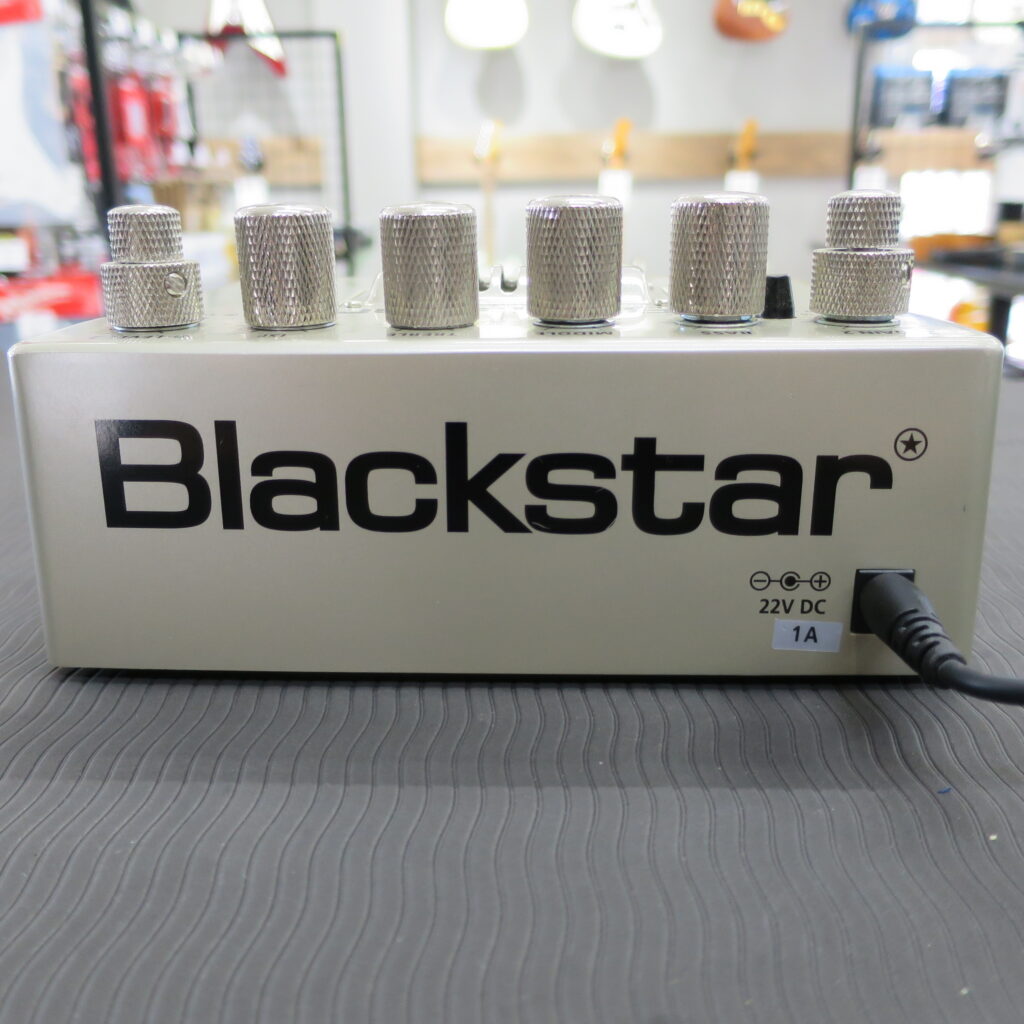 Blackstar
22V DC
1A